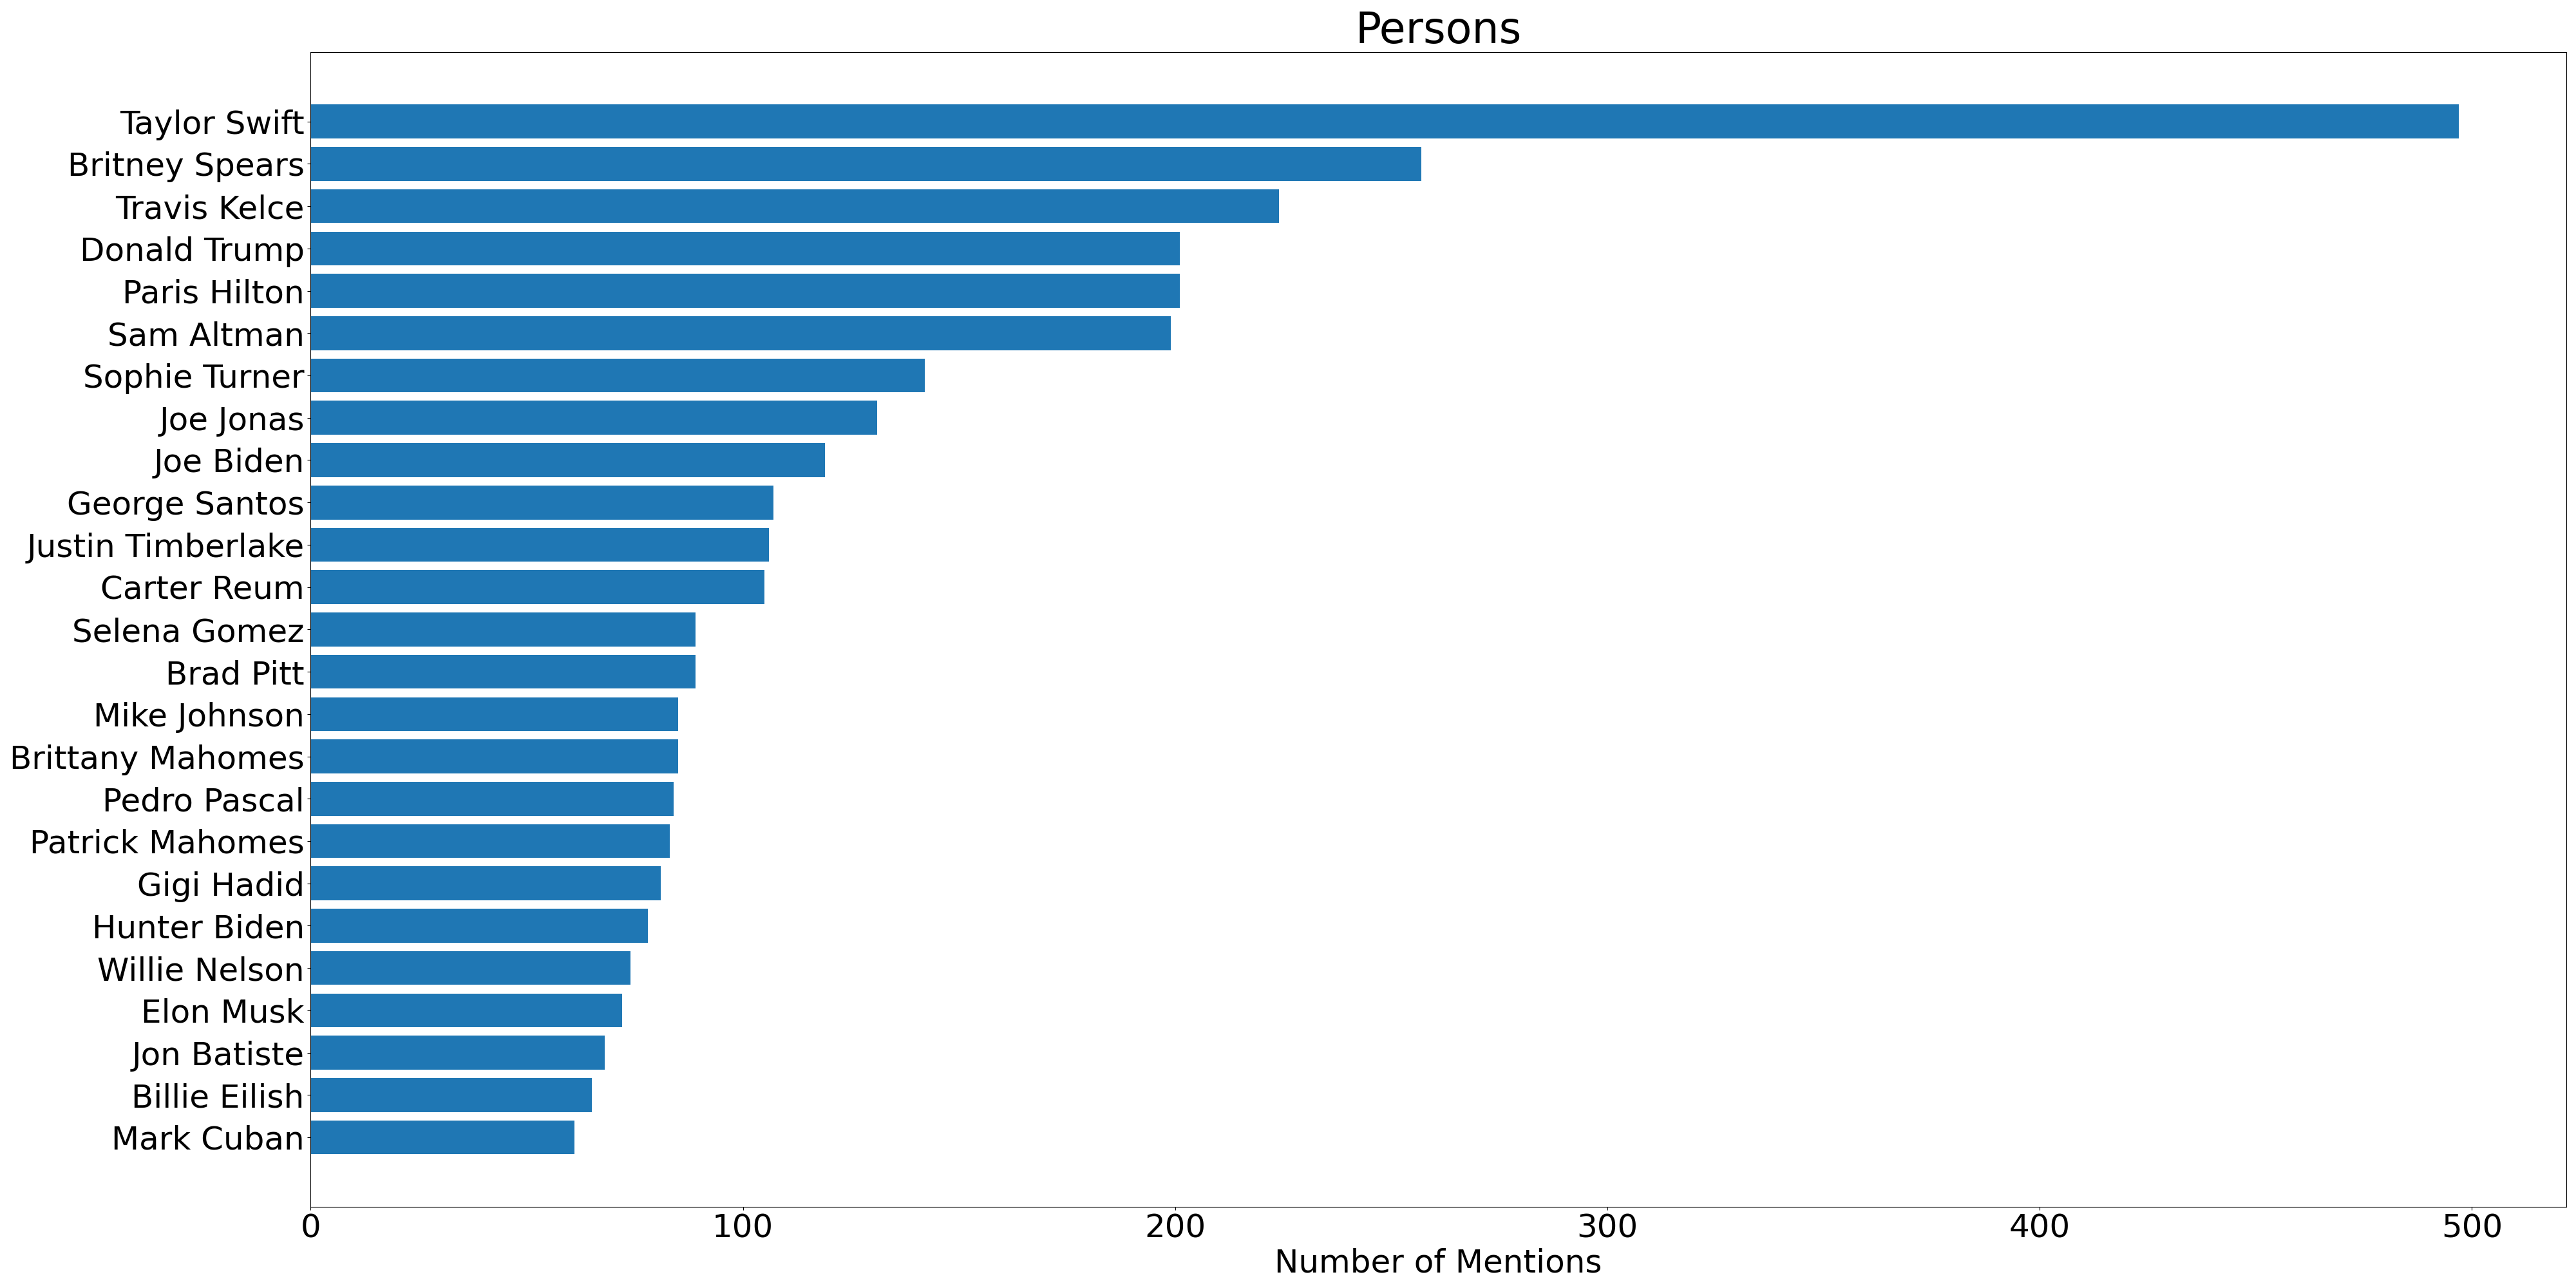 Persons
Taylor Swift
Britney Spears
Travis Kelce
Donald Trump
Paris Hilton
Sam Altman
Sophie Turner
Joe Jonas
Joe Biden
George Santos
Justin Timberlake
Carter Reum
Selena Gomez
Brad Pitt
Mike Johnson
Brittany Mahomes
Pedro Pascal
Patrick Mahomes
Gigi Hadid
Hunter Biden
Willie Nelson
Elon Musk
Jon Batiste
Billie Eilish
Mark Cuban
0 100 200 300 400 500
Number of Mentions